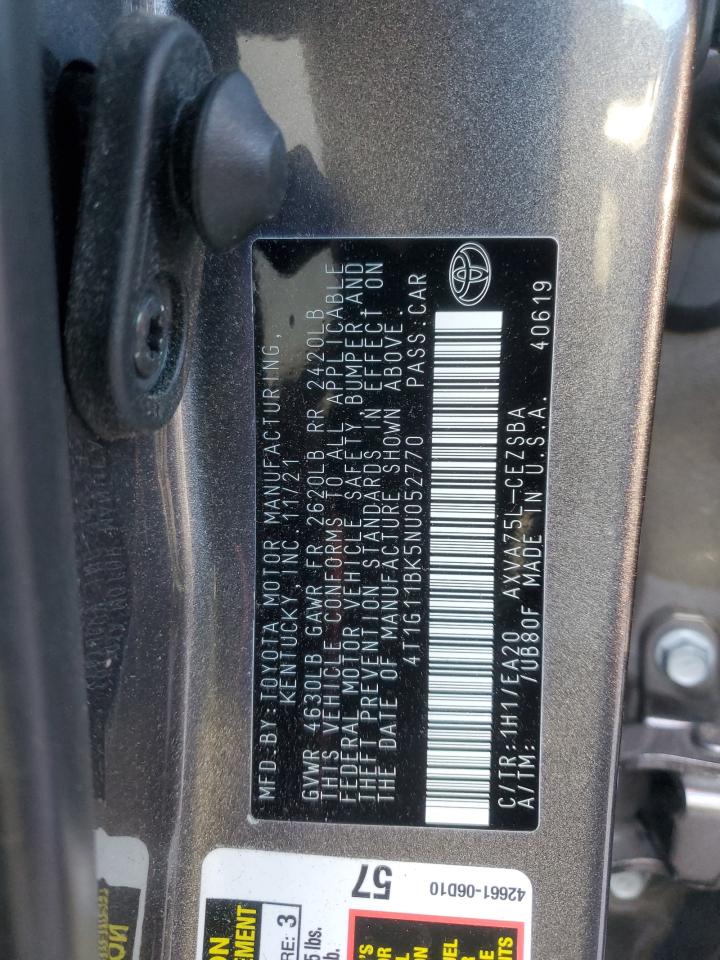 MFD.BY:TOYOTA MOTOR MANUFACTURING,
KENTUCKY, INC 11/21
GVWR 4630LB GAWR FR 2620LB RR 2420LB
THIS VEHICLE CONFORMS TO ALL APPLICABLE
FEDERAL MOTOR VEHICLE SAFETY, BUMPER, AND
THEFT PREVENTION STANDARDS IN EFFECT ON
THE DATE OF MANUFACTURE SHOWN ABOVE.
4T1G11BK5NU052770 PASS.CAR
C/TR:1H1/EA20 AXVA75L-CEZSBA
A/TM: /UB80F MADE IN U.S.A. 40619
57
42661-06D10
3